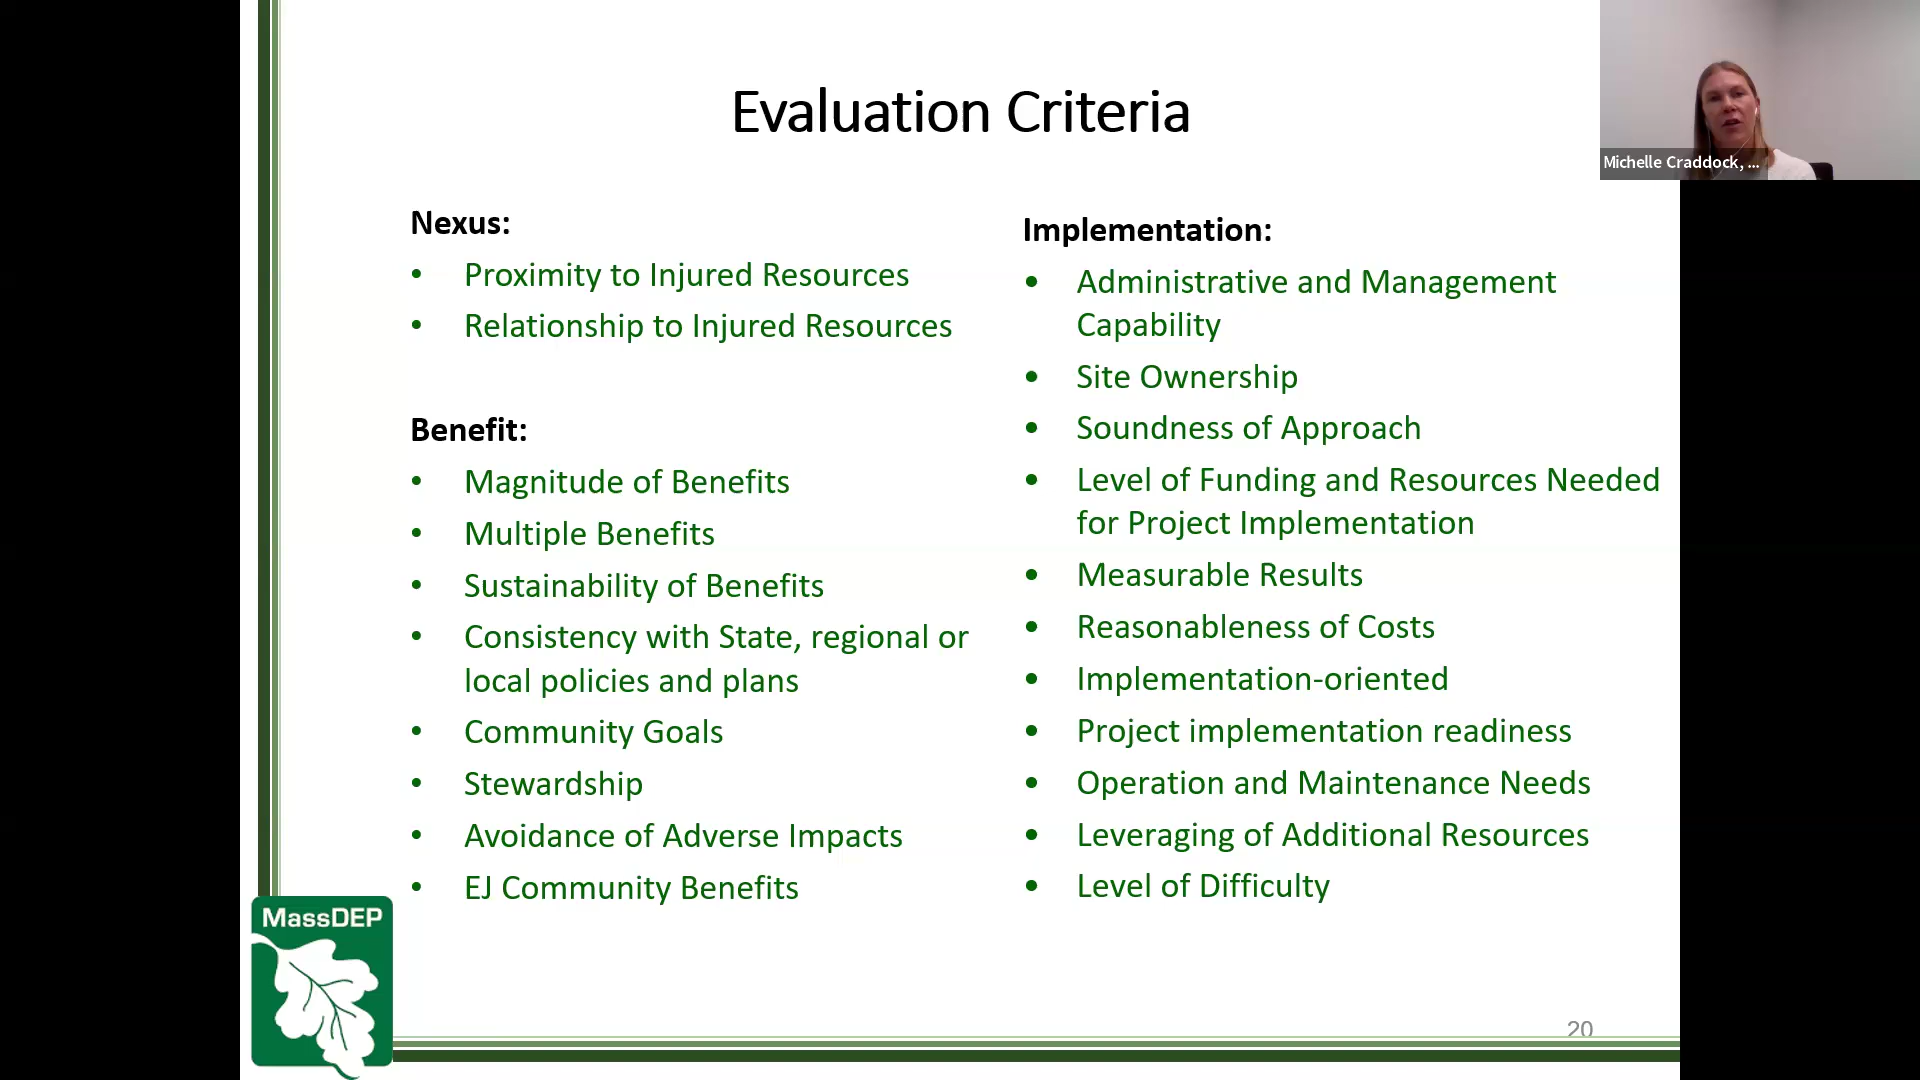 Evaluation Criteria
Michelle Craddock, ...
Nexus:
• Proximity to Injured Resources
• Relationship to Injured Resources
Benefit:
• Magnitude of Benefits
• Multiple Benefits
• Sustainability of Benefits
• Consistency with State, regional or
local policies and plans
• Community Goals
• Stewardship
• Avoidance of Adverse Impacts
• EJ Community Benefits
Implementation:
• Administrative and Management
Capability
• Site Ownership
• Soundness of Approach
• Level of Funding and Resources Needed
for Project Implementation
• Measurable Results
• Reasonableness of Costs
• Implementation-oriented
• Project implementation readiness
• Operation and Maintenance Needs
• Leveraging of Additional Resources
• Level of Difficulty
MassDEP
20